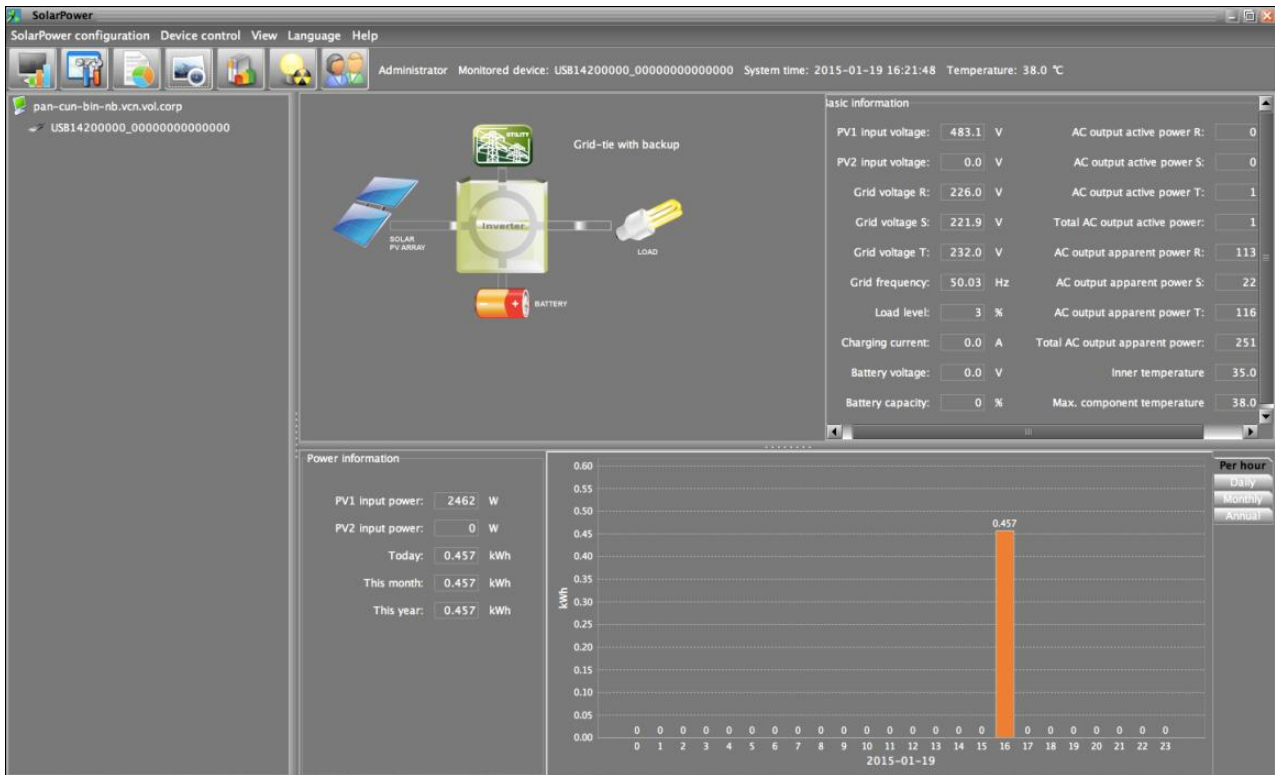 SolarPower
SolarPower configuration Device control View Language Help
Administrator Monitored device: USB14200000_00000000000000 System time: 2015-01-19 16:21:48 Temperature: 38.0 ℃
pan-cun-bin-nb.vcn.vol.corp
USB14200000_00000000000000
UTILITY
Grid-tie with backup
Inverter
SOLAR
PV ARRAY
LOAD
BATTERY
Basic information
PV1 input voltage: 483.1 V AC output active power R: 0
PV2 input voltage: 0.0 V AC output active power S: 0
Grid voltage R: 226.0 V AC output active power T: 1
Grid voltage S: 221.9 V Total AC output active power: 1
Grid voltage T: 232.0 V AC output apparent power R: 113
Grid frequency: 50.03 Hz AC output apparent power S: 22
Load level: 3 % AC output apparent power T: 116
Charging current: 0.0 A Total AC output apparent power: 251
Battery voltage: 0.0 V Inner temperature 35.0
Battery capacity: 0 % Max. component temperature 38.0
Power information
PV1 input power: 2462 W
PV2 input power: 0 W
Today: 0.457 kWh
This month: 0.457 kWh
This year: 0.457 kWh
kWh
0.60
0.55
0.50
0.45
0.40
0.35
0.30
0.25
0.20
0.15
0.10
0.05
0.00
0.457
0 0 0 0 0 0 0 0 0 0 0 0 0 0 0 0 0 0 0 0 0 0 0
0 1 2 3 4 5 6 7 8 9 10 11 12 13 14 15 16 17 18 19 20 21 22 23
2015-01-19
Per hour
Daily
Monthly
Annual